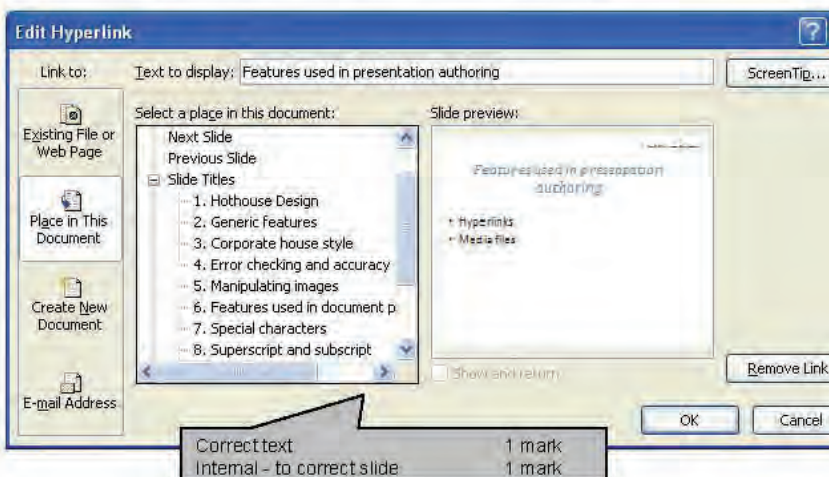 Edit Hyperlink
Link to:
Text to display: Features used in presentation authoring
ScreenTip...
Existing File or
Web Page
Place in This
Document
Create New
Document
E-mail Address
Select a place in this document:
Next Slide
Previous Slide
Slide Titles
1. Hothouse Design
2. Generic features
3. Corporate house style
4. Error checking and accuracy
5. Manipulating images
6. Features used in document p
7. Special characters
8. Superscript and subscript
Slide preview:
Features used in presentation
authoring
• Hyperlinks
• Media files
Show and return
Remove Link
OK
Cancel
Correct text 1 mark
Internal – to correct slide 1 mark